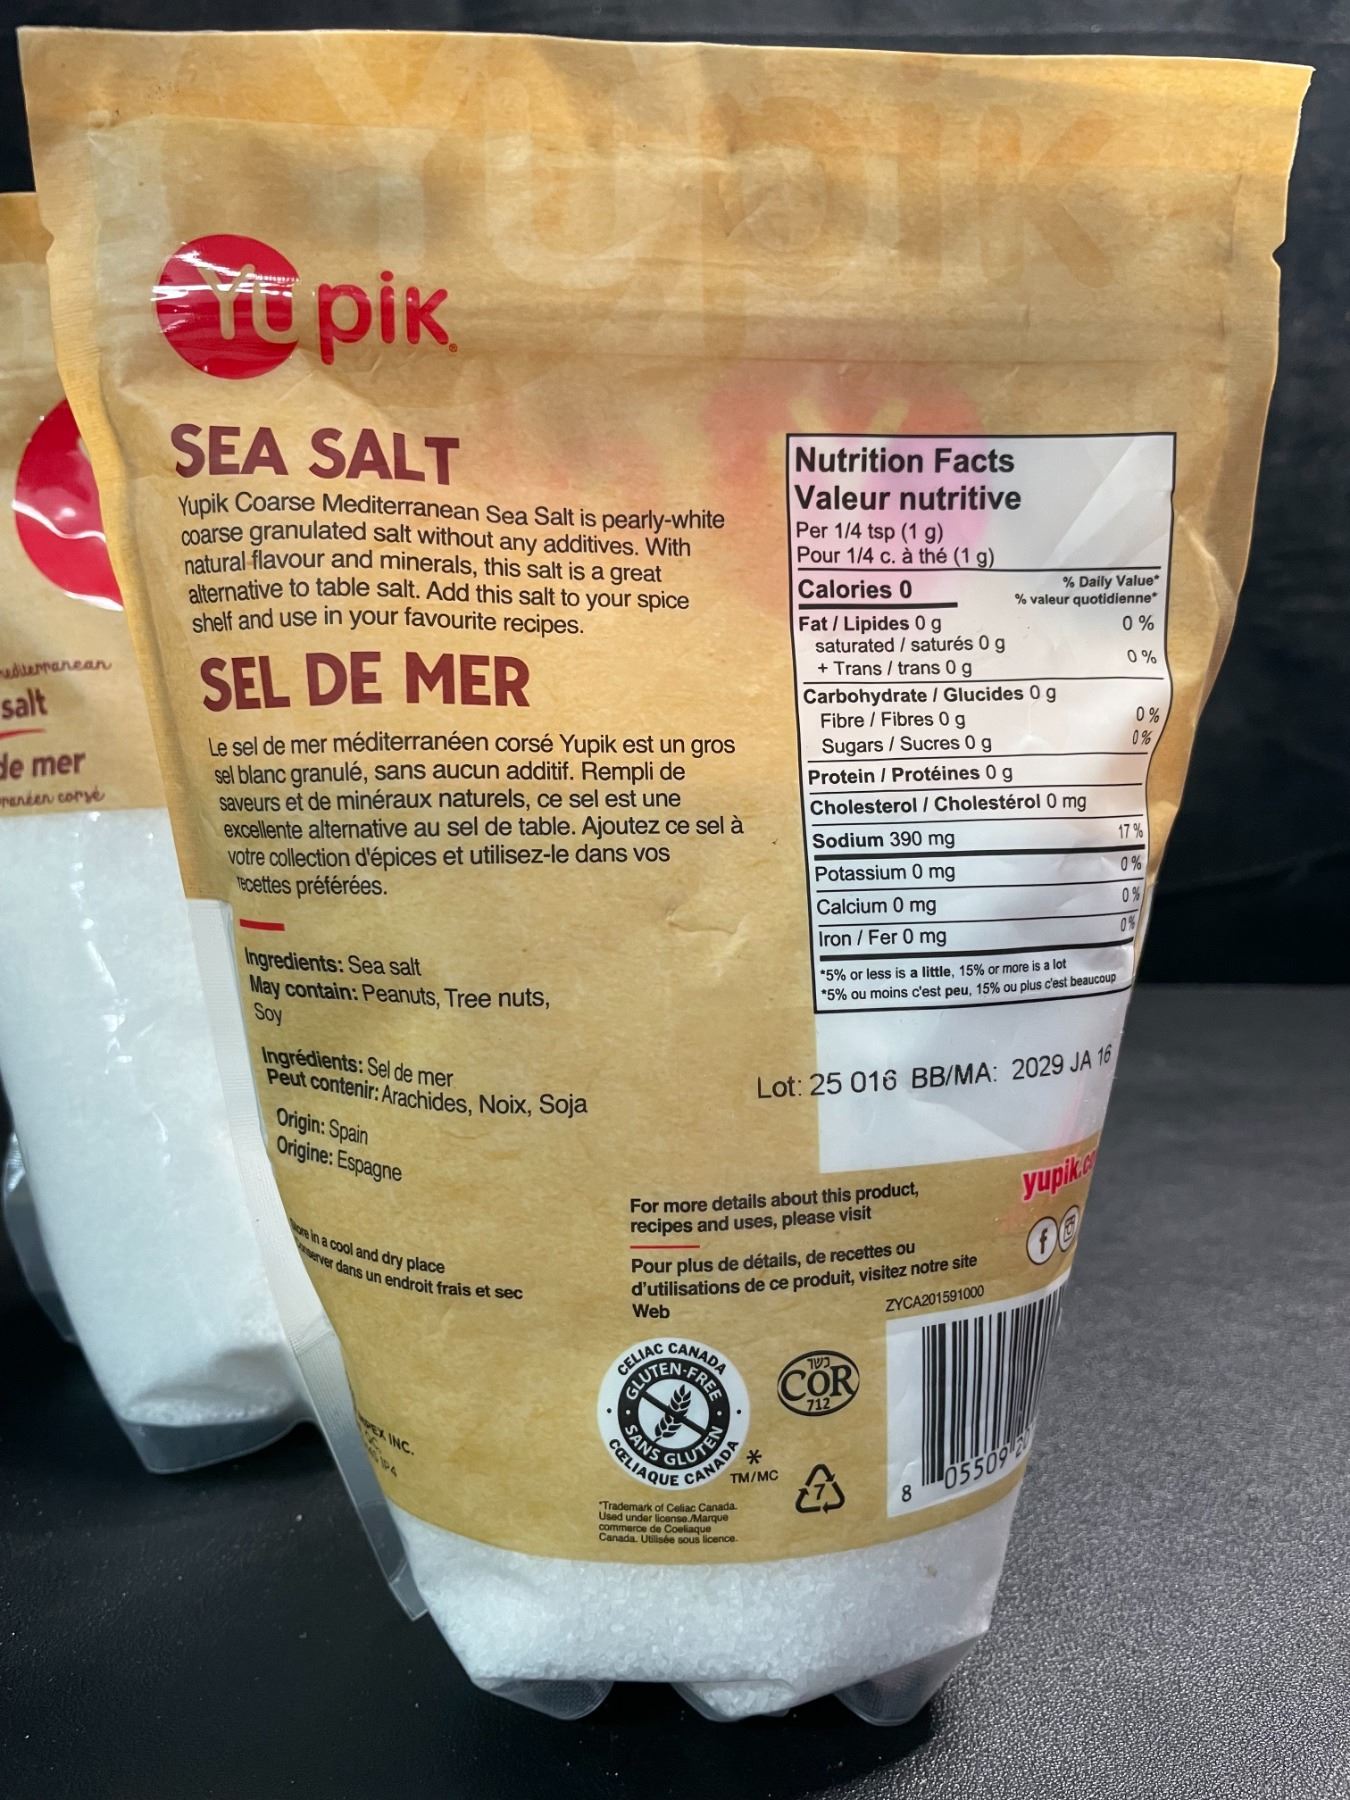 Yupik
Yupik
SEA SALT
Yupik Coarse Mediterranean Sea Salt is pearly-white
coarse granulated salt without any additives. With
natural flavour and minerals, this salt is a great
alternative to table salt. Add this salt to your spice
shelf and use in your favourite recipes.
SEL DE MER
Le sel de mer méditerranéen corsé Yupik est un gros
sel blanc granulé, sans aucun additif. Rempli de
saveurs et de minéraux naturels, ce sel est une
excellente alternative au sel de table. Ajoutez ce sel à
votre collection d'épices et utilisez-le dans vos
recettes préférées.
Ingredients: Sea salt
May contain: Peanuts, Tree nuts,
Soy
Ingrédients: Sel de mer
Peut contenir: Arachides, Noix, Soja
Origin: Spain
Origine: Espagne
in a cool and dry place
dans un endroit frais et sec
INC.
1P4
Nutrition Facts
Valeur nutritive
Per 1/4 tsp (1 g)
Pour 1/4 c. à thé (1 g)
Calories 0
% Daily Value*
% valeur quotidienne*
Fat / Lipides 0 g 0 %
saturated / saturés 0 g
+ Trans / trans 0 g 0 %
Carbohydrate / Glucides 0 g
Fibre / Fibres 0 g 0 %
Sugars / Sucres 0 g 0 %
Protein / Protéines 0 g
Cholesterol / Cholestérol 0 mg
Sodium 390 mg 17 %
Potassium 0 mg 0 %
Calcium 0 mg 0 %
Iron / Fer 0 mg 0 %
*5% or less is a little, 15% or more is a lot
*5% ou moins c'est peu, 15% ou plus c'est beaucoup
Lot: 25 016 BB/MA: 2029 JA 16
For more details about this product,
recipes and uses, please visit
Pour plus de détails, de recettes ou
d'utilisations de ce produit, visitez notre site
Web
yupik.co
f
ZYCA201591000
CELIAC CANADA
GLUTEN-FREE
SANS GLUTEN
CŒLIAQUE CANADA
*
TM/MC
*Trademark of Celiac Canada.
Used under license./Marque
commerce de Coeliaque
Canada. Utilisée sous licence.
כשר
COR
712
7
8 05509
salt
de mer
corsé